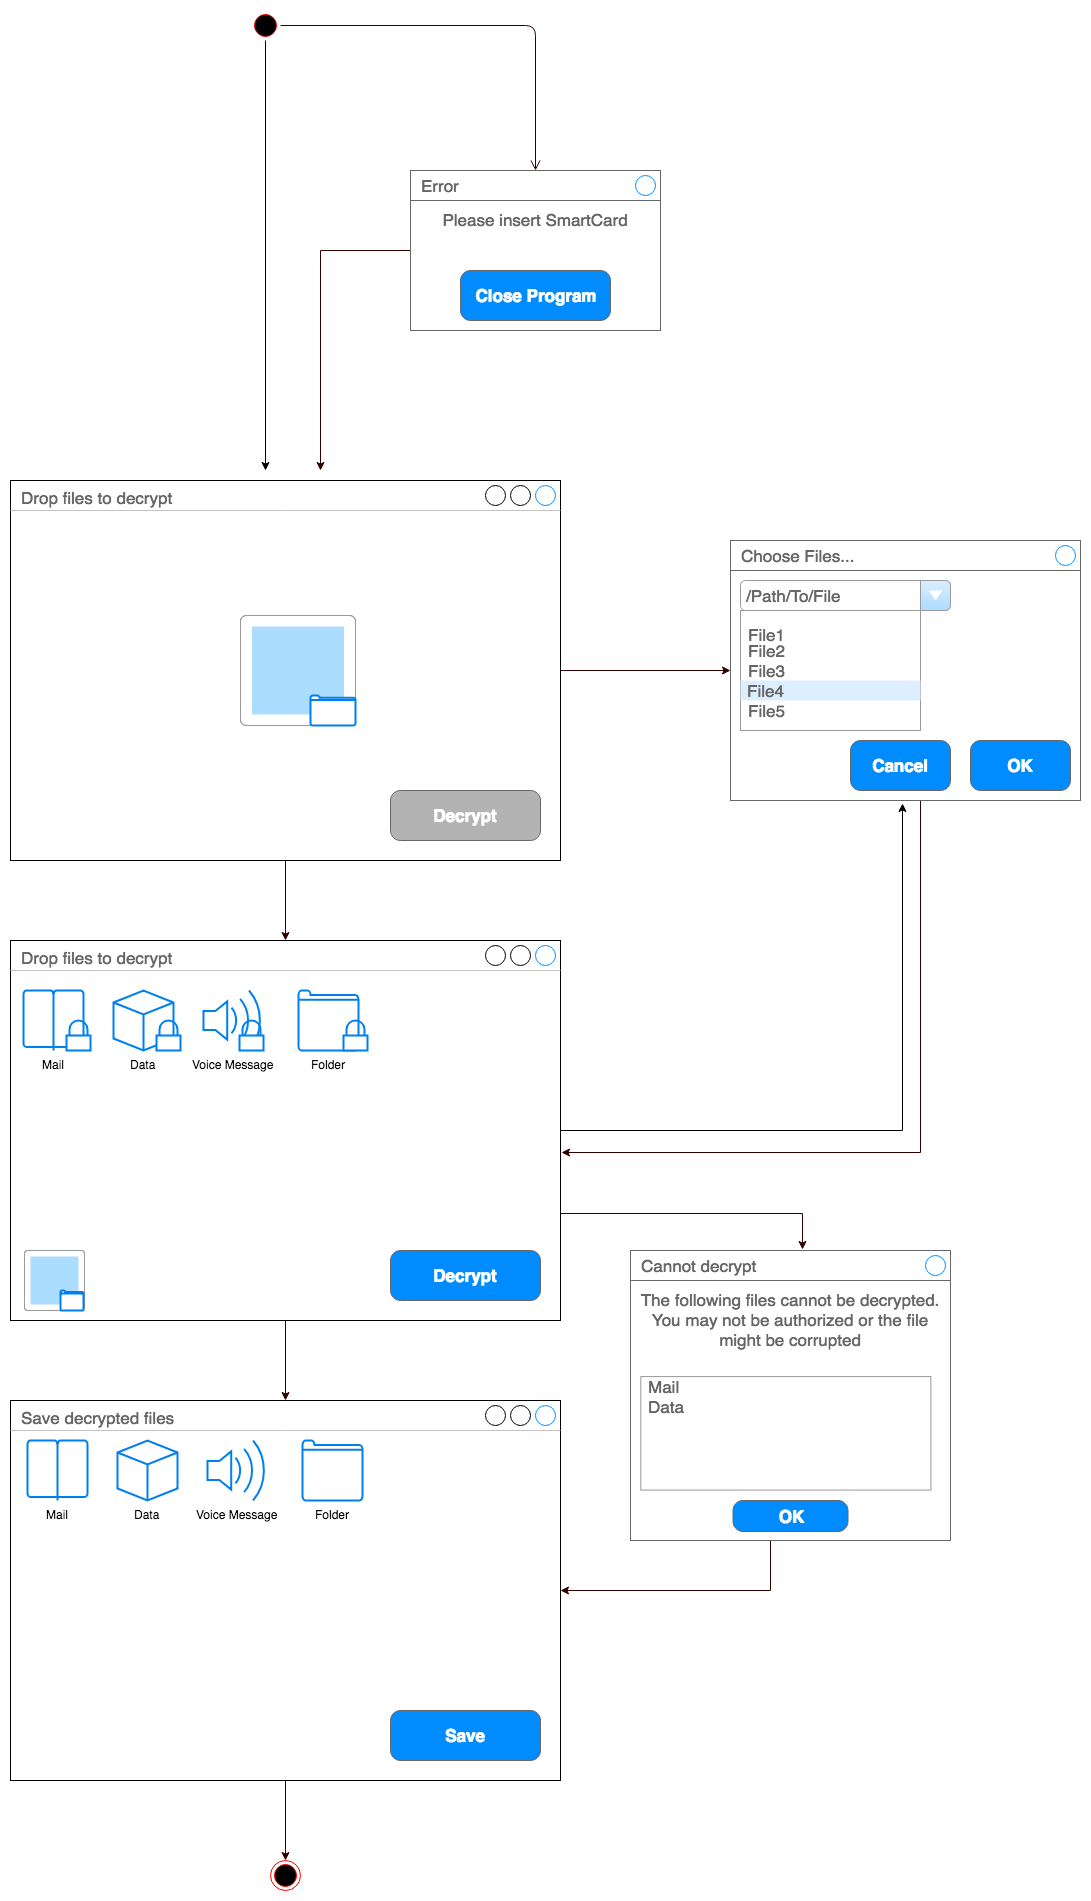 Error
Please insert SmartCard
Close Program
Drop files to decrypt
Decrypt
Choose Files...
/Path/To/File
File1
File2
File3
File4
File5
Cancel
OK
Drop files to decrypt
Mail
Data
Voice Message
Folder
Decrypt
Cannot decrypt
The following files cannot be decrypted.
You may not be authorized or the file
might be corrupted
Mail
Data
OK
Save decrypted files
Mail
Data
Voice Message
Folder
Save